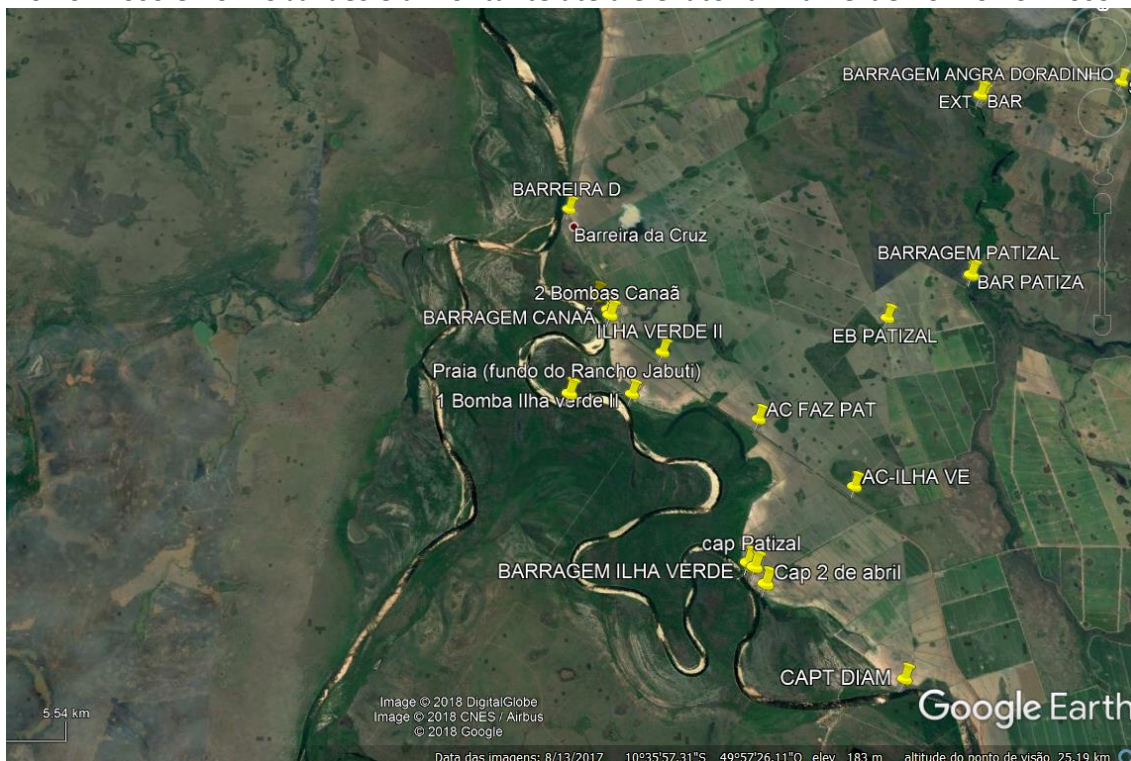 BARRAGEM ANGRA DORADINHO
EXT BAR
BARREIRA D
Barreira da Cruz
BARRAGEM PATIZAL
BAR PATIZA
2 Bombas Canaã
BARRAGEM CANAÃ
ILHA VERDE II
EB PATIZAL
Praia (fundo do Rancho Jabuti)
1 Bomba Ilha verde II
AC FAZ PAT
AC-ILHA VE
cap Patizal
BARRAGEM ILHA VERDE
Cap 2 de abril
CAPT DIAM
Google Earth
Image © 2018 DigitalGlobe
Image © 2018 CNES / Airbus
© 2018 Google
5.54 km
Data das imagens: 8/13/2017 10°35'57.31"S 49°57'26.11"O elev 183 m altitude do ponto de visão 25.19 km